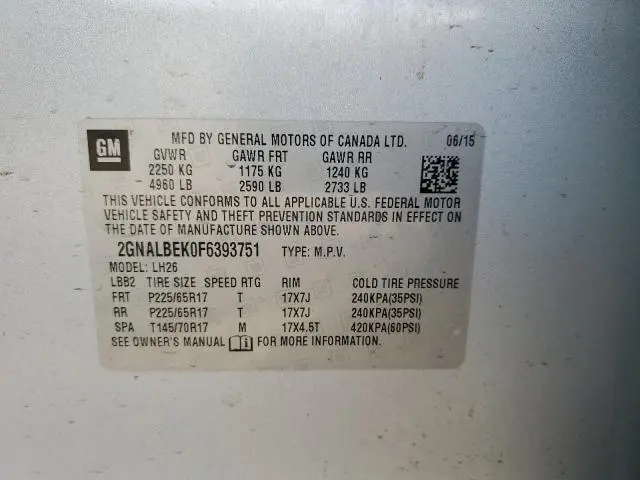 GM
MFD BY GENERAL MOTORS OF CANADA LTD. 06/15
GVWR GAWR FRT GAWR RR
2250 KG 1175 KG 1240 KG
4960 LB 2590 LB 2733 LB
THIS VEHICLE CONFORMS TO ALL APPLICABLE U.S. FEDERAL MOTOR
VEHICLE SAFETY AND THEFT PREVENTION STANDARDS IN EFFECT ON
THE DATE OF MANUFACTURE SHOWN ABOVE.
2GNALBEK0F6393751 TYPE: M.P.V.
MODEL: LH26
LBB2 TIRE SIZE SPEED RTG RIM COLD TIRE PRESSURE
FRT P225/65R17 T 17X7J 240KPA(35PSI)
RR P225/65R17 T 17X7J 240KPA(35PSI)
SPA T145/70R17 M 17X4.5T 420KPA(60PSI)
SEE OWNER'S MANUAL i FOR MORE INFORMATION.